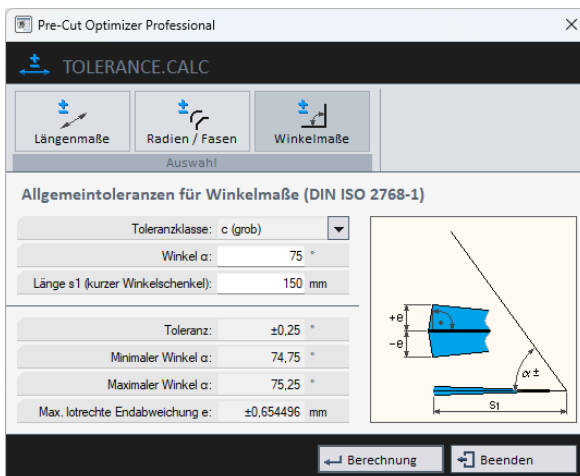 Pre-Cut Optimizer Professional
TOLERANCE.CALC
Längenmaße Radien / Fasen Winkelmaße
Auswahl
Allgemeintoleranzen für Winkelmaße (DIN ISO 2768-1)
Toleranzklasse: c (grob)
Winkel α: 75 °
Länge s1 (kurzer Winkelschenkel): 150 mm
Toleranz: ±0,25 °
Minimaler Winkel α: 74,75 °
Maximaler Winkel α: 75,25 °
Max. lotrechte Endabweichung e: ±0,654496 mm
+e
-e
α ±
S1
Berechnung Beenden